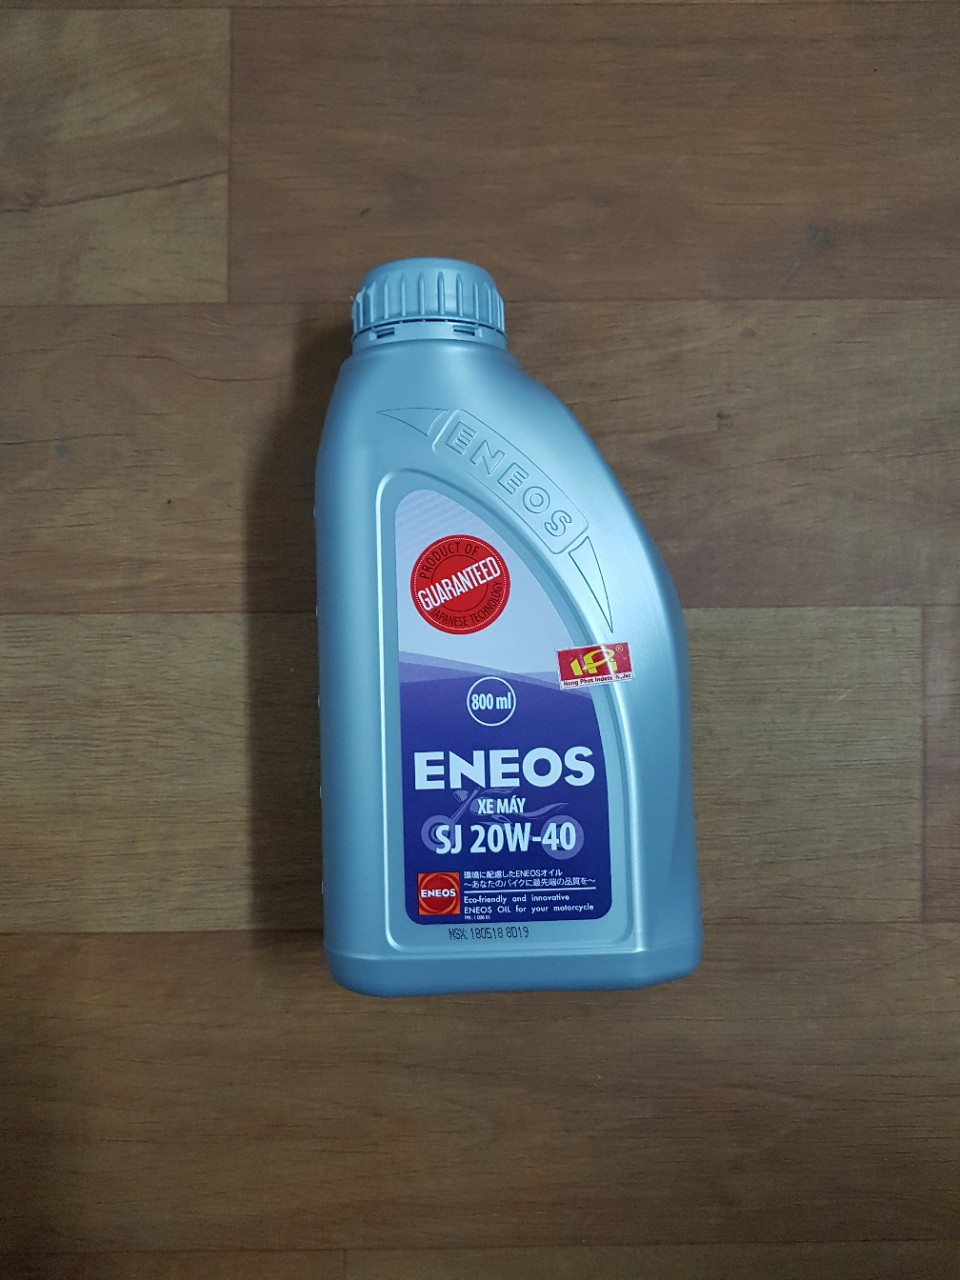 ENEOS
PRODUCT OF
GUARANTEED
JAPANESE TECHNOLOGY
HP®
800 ml
ENEOS
XE MÁY
SJ 20W-40
環境に配慮したENEOSオイル
～あなたのバイクに最先端の品質を～
ENEOS
Eco-friendly and innovative
ENEOS OIL for your motorcycle
NSX: 180518 8D19